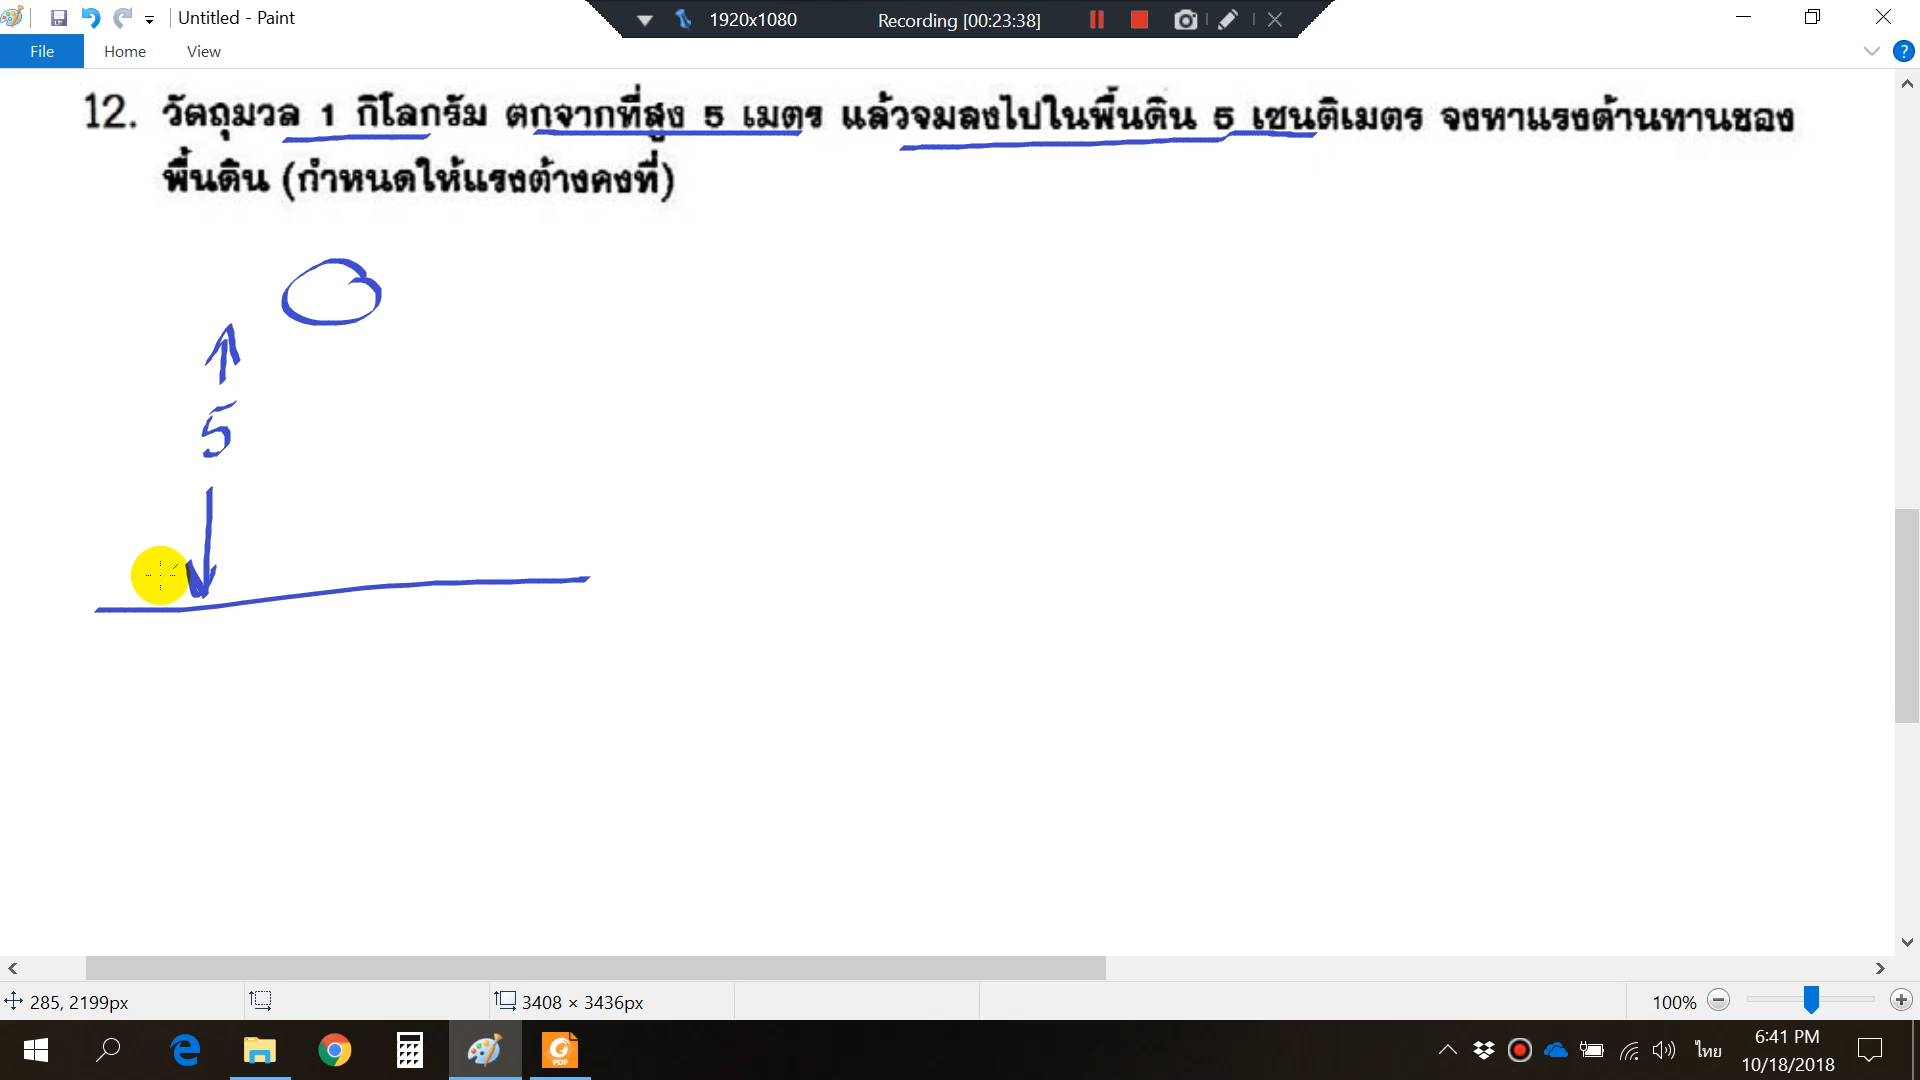 Untitled - Paint
1920x1080
Recording [00:23:38]
File Home View
12. วัตถุมวล 1 กิโลกรัม ตกจากที่สูง 5 เมตร แล้วจมลงไปในพื้นดิน 5 เซนติเมตร จงหาแรงต้านทานของ
พื้นดิน (กำหนดให้แรงต้างคงที่)
5
285, 2199px
3408 × 3436px
100%
PDF
ไทย
6:41 PM
10/18/2018